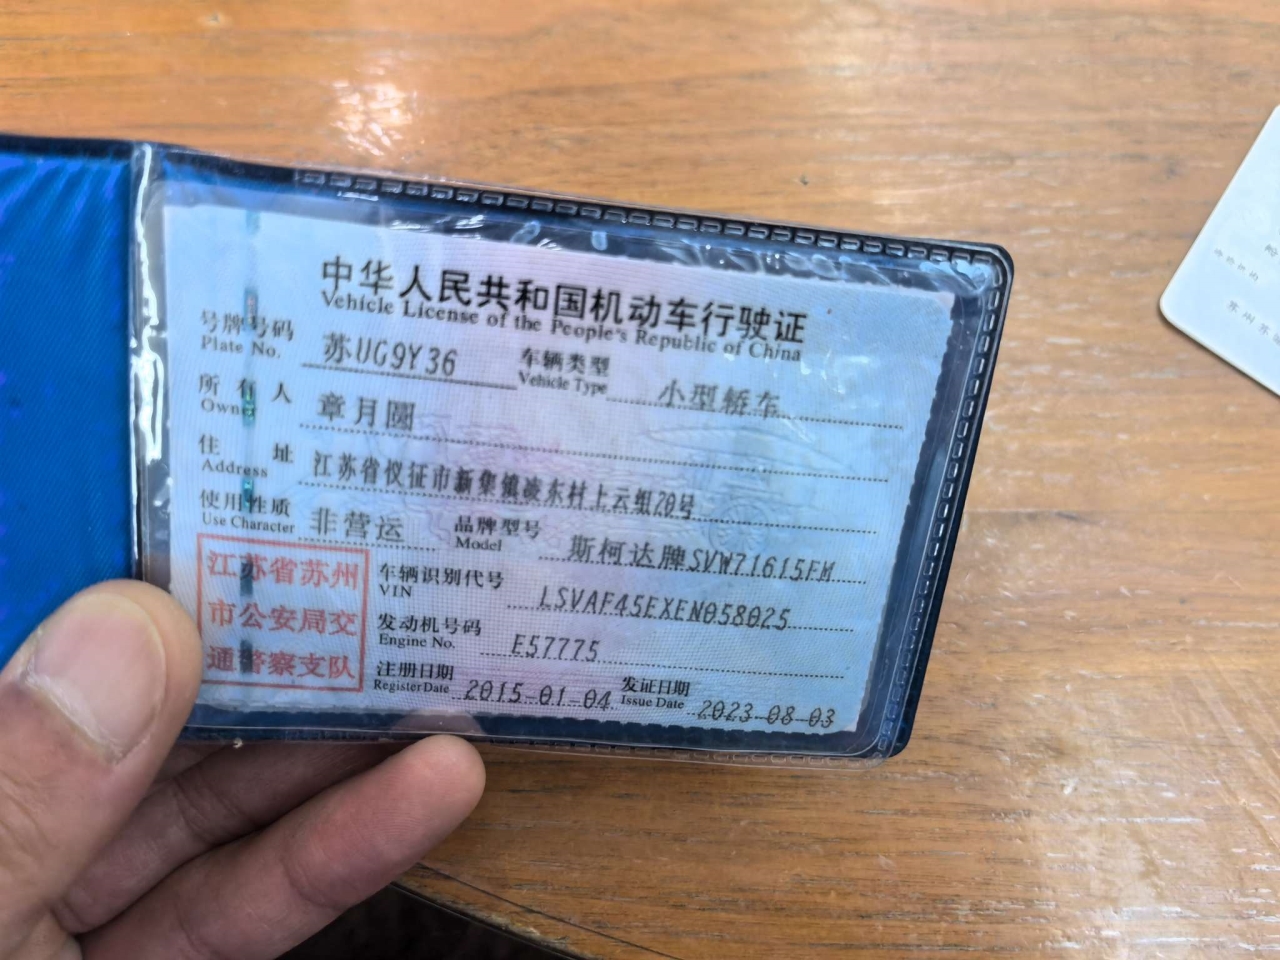 中华人民共和国机动车行驶证
Vehicle License of the People's Republic of China
号牌号码 苏UG9Y36 车辆类型 小型轿车
Plate No. Vehicle Type
所有人 章月圆
Owner
住址 江苏省仪征市新集镇凌东村上云组20号
Address
使用性质 非营运 品牌型号 斯柯达牌SVW71615FM
Use Character Model
江苏省苏州
市公安局交
通警察支队
车辆识别代号 LSVAF45EXEN058025
VIN
发动机号码 E57775
Engine No.
注册日期 2015-01-04 发证日期 2023-08-03
Register Date Issue Date